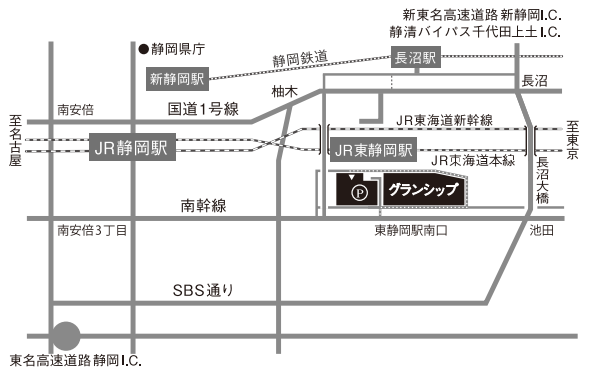 新東名高速道路 新静岡I.C.
静清バイパス千代田上土I.C.
静岡県庁
静岡鉄道
長沼駅
新静岡駅
柚木
長沼
南安倍
国道1号線
至名古屋
JR静岡駅
JR東海道新幹線
JR東静岡駅
JR東海道本線
至東京
長沼大橋
P
グランシップ
南幹線
南安倍3丁目
東静岡駅南口
池田
SBS通り
東名高速道路 静岡I.C.